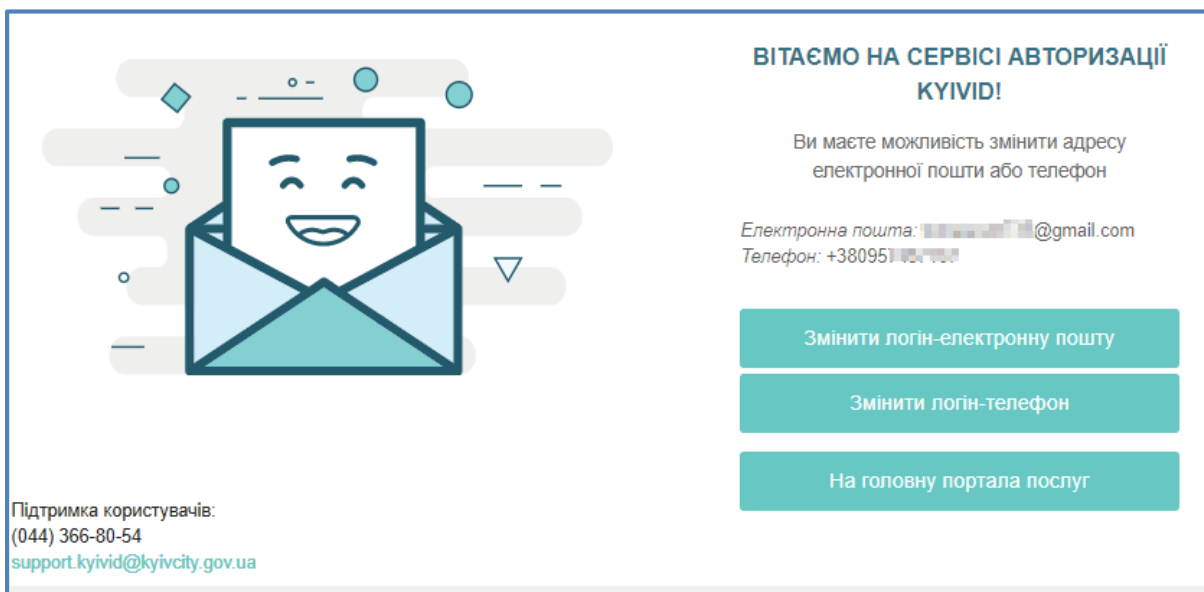 ВІТАЄМО НА СЕРВІСІ АВТОРИЗАЦІЇ
KYIVID!
Ви маєте можливість змінити адресу
електронної пошти або телефон
Електронна пошта: @gmail.com
Телефон: +38095
Змінити логін-електронну пошту
Змінити логін-телефон
На головну портала послуг
Підтримка користувачів:
(044) 366-80-54
support.kyivid@kyivcity.gov.ua